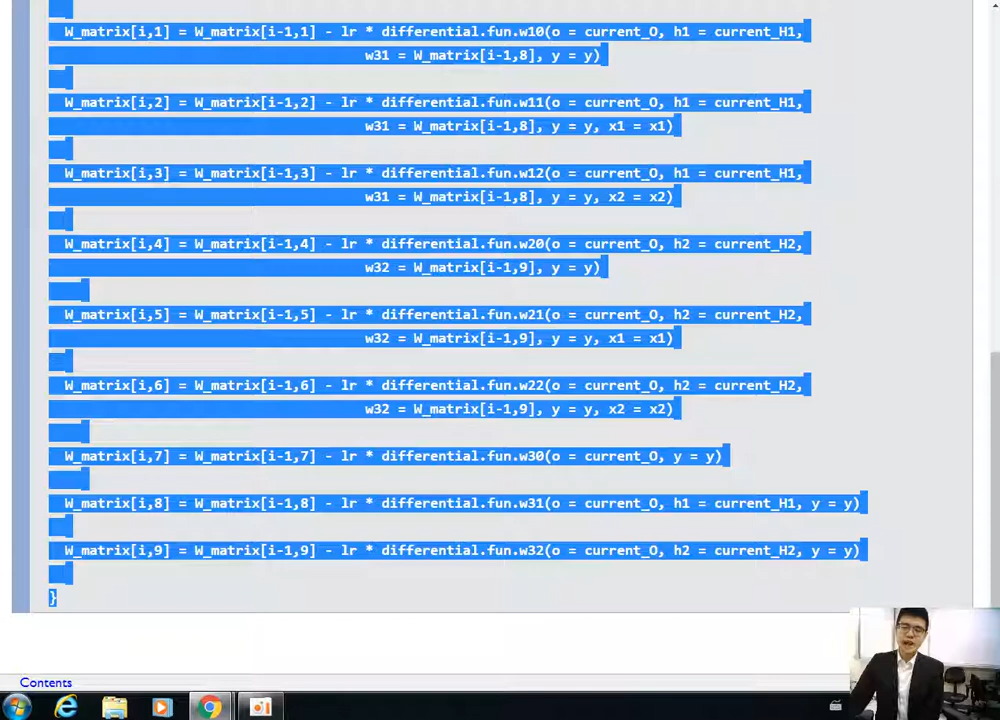 W_matrix[i,1] = W_matrix[i-1,1] - lr * differential.fun.w10(o = current_O, h1 = current_H1,
w31 = W_matrix[i-1,8], y = y)
W_matrix[i,2] = W_matrix[i-1,2] - lr * differential.fun.w11(o = current_O, h1 = current_H1,
w31 = W_matrix[i-1,8], y = y, x1 = x1)
W_matrix[i,3] = W_matrix[i-1,3] - lr * differential.fun.w12(o = current_O, h1 = current_H1,
w31 = W_matrix[i-1,8], y = y, x2 = x2)
W_matrix[i,4] = W_matrix[i-1,4] - lr * differential.fun.w20(o = current_O, h2 = current_H2,
w32 = W_matrix[i-1,9], y = y)
W_matrix[i,5] = W_matrix[i-1,5] - lr * differential.fun.w21(o = current_O, h2 = current_H2,
w32 = W_matrix[i-1,9], y = y, x1 = x1)
W_matrix[i,6] = W_matrix[i-1,6] - lr * differential.fun.w22(o = current_O, h2 = current_H2,
w32 = W_matrix[i-1,9], y = y, x2 = x2)
W_matrix[i,7] = W_matrix[i-1,7] - lr * differential.fun.w30(o = current_O, y = y)
W_matrix[i,8] = W_matrix[i-1,8] - lr * differential.fun.w31(o = current_O, h1 = current_H1, y = y)
W_matrix[i,9] = W_matrix[i-1,9] - lr * differential.fun.w32(o = current_O, h2 = current_H2, y = y)
}
Contents